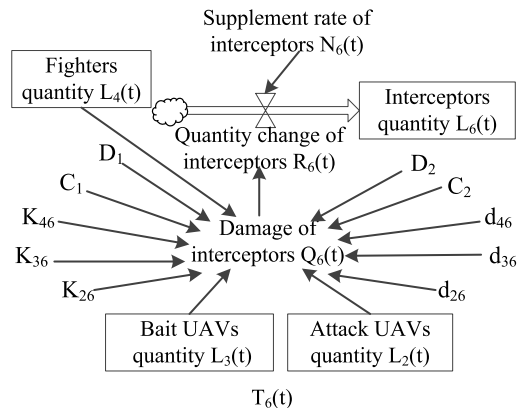 Supplement rate of
interceptors N6(t)
Fighters
quantity L4(t)
Interceptors
quantity L6(t)
Quantity change of
interceptors R6(t)
D1
C1
K46
K36
K26
D2
C2
d46
d36
d26
Damage of
interceptors Q6(t)
Bait UAVs
quantity L3(t)
Attack UAVs
quantity L2(t)
T6(t)